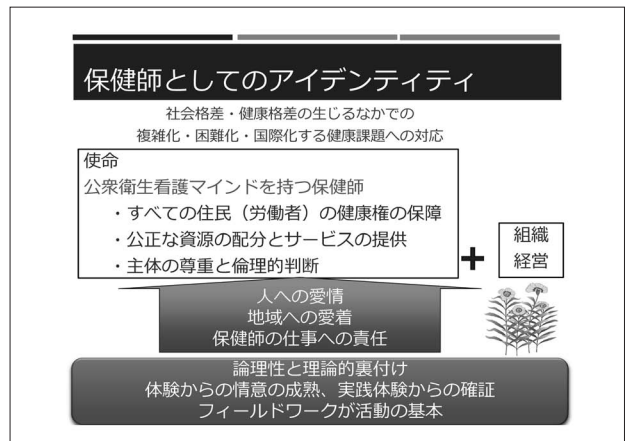 保健師としてのアイデンティティ
社会格差・健康格差の生じるなかでの
複雑化・困難化・国際化する健康課題への対応
使命
公衆衛生看護マインドを持つ保健師
・すべての住民（労働者）の健康権の保障
・公正な資源の配分とサービスの提供
・主体の尊重と倫理的判断
+
組織
経営
人への愛情
地域への愛着
保健師の仕事への責任
論理性と理論的裏付け
体験からの情意の成熟、実践体験からの確証
フィールドワークが活動の基本